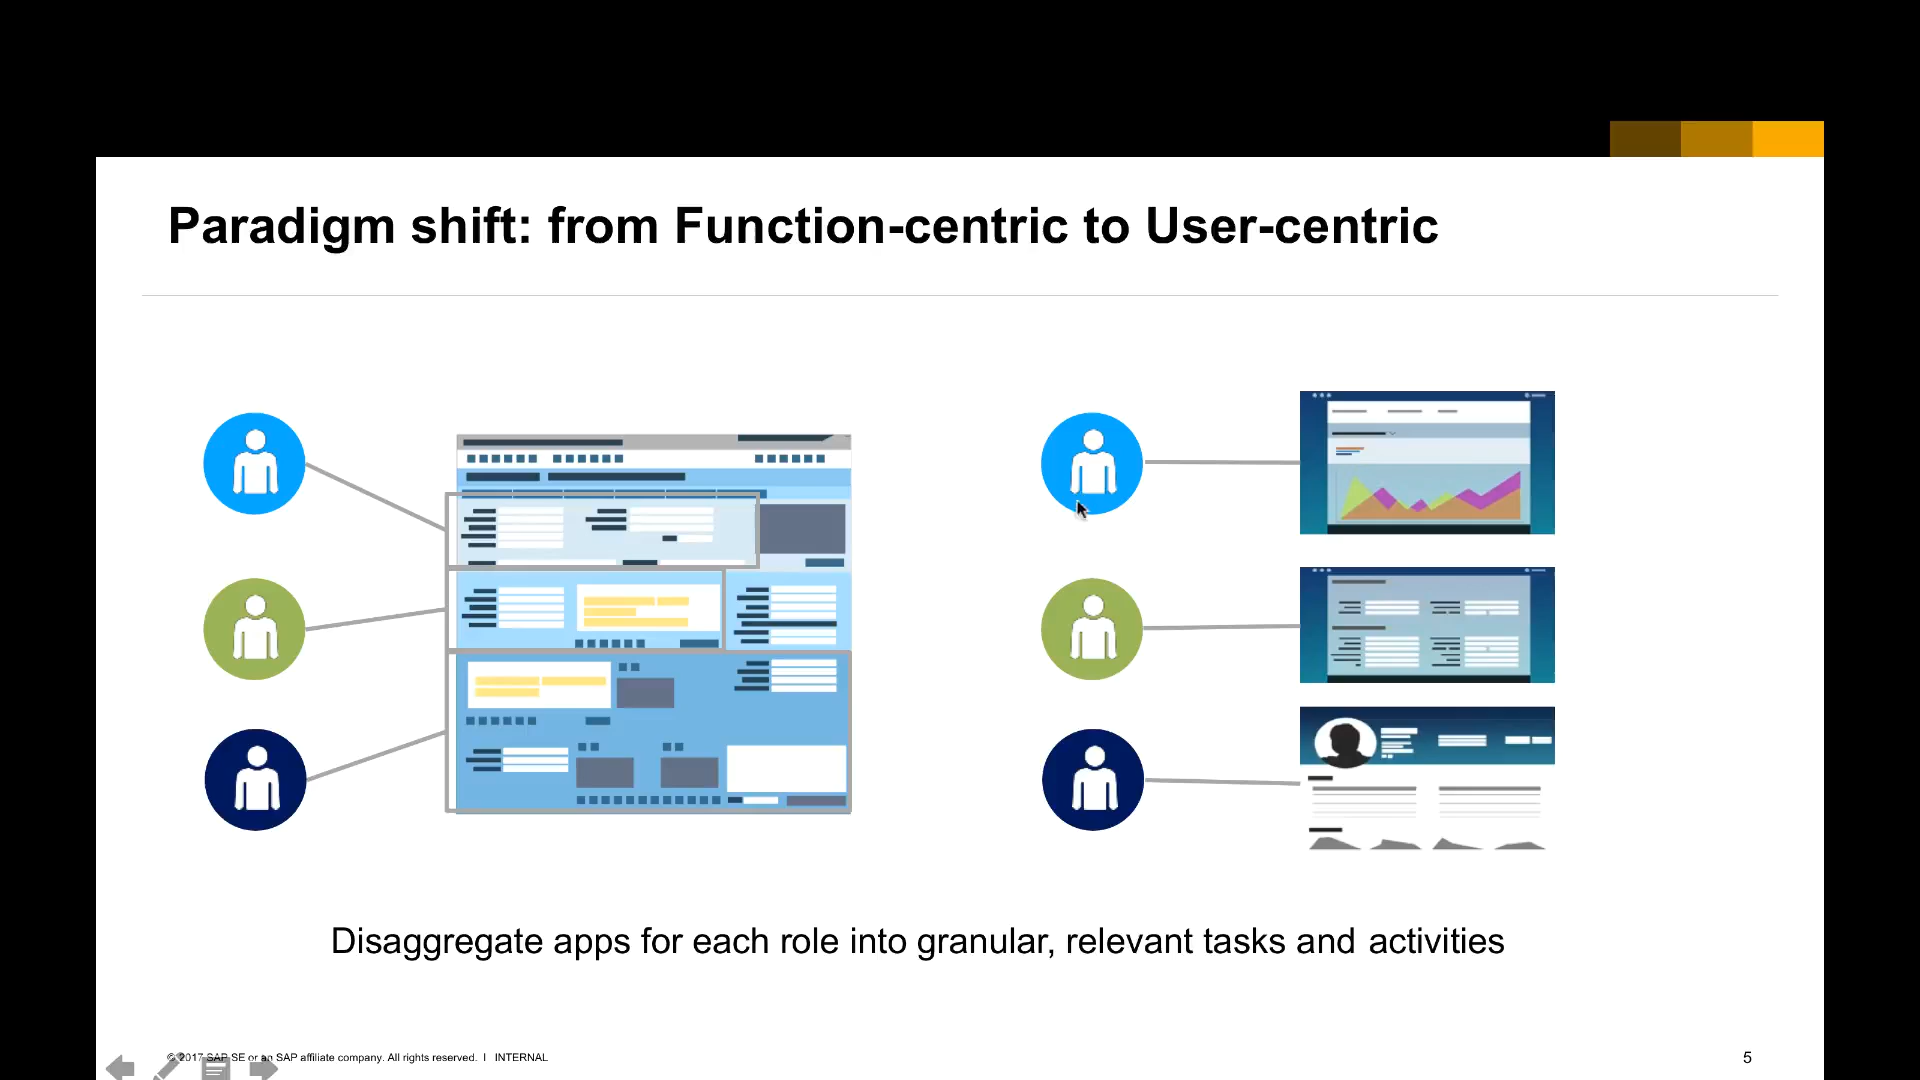 Paradigm shift: from Function-centric to User-centric
Disaggregate apps for each role into granular, relevant tasks and activities
© 2017 SAP SE or an SAP affiliate company. All rights reserved. I INTERNAL
5